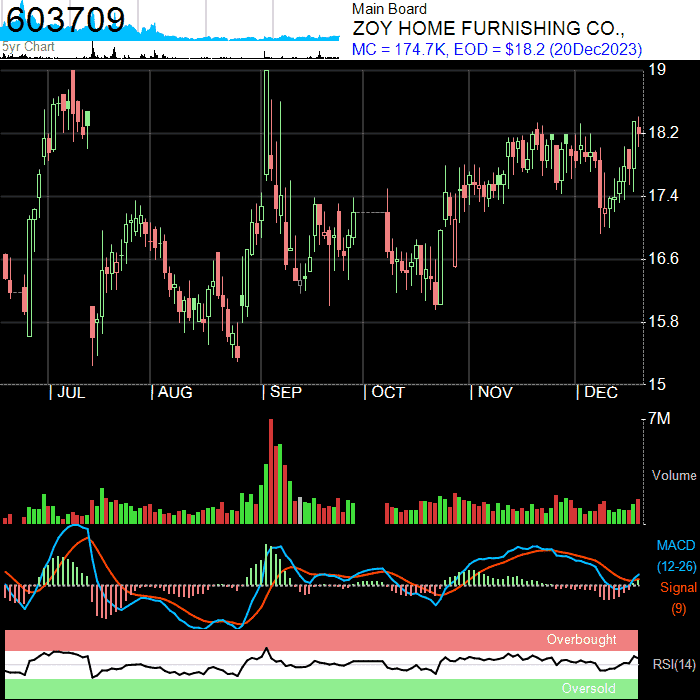 603709
5yr Chart
Main Board
ZOY HOME FURNISHING CO.,
MC = 174.7K, EOD = $18.2 (20Dec2023)
19
18.2
17.4
16.6
15.8
15
| JUL | AUG | SEP | OCT | NOV | DEC
7M
Volume
MACD
(12-26)
Signal
(9)
Overbought
RSI(14)
Oversold